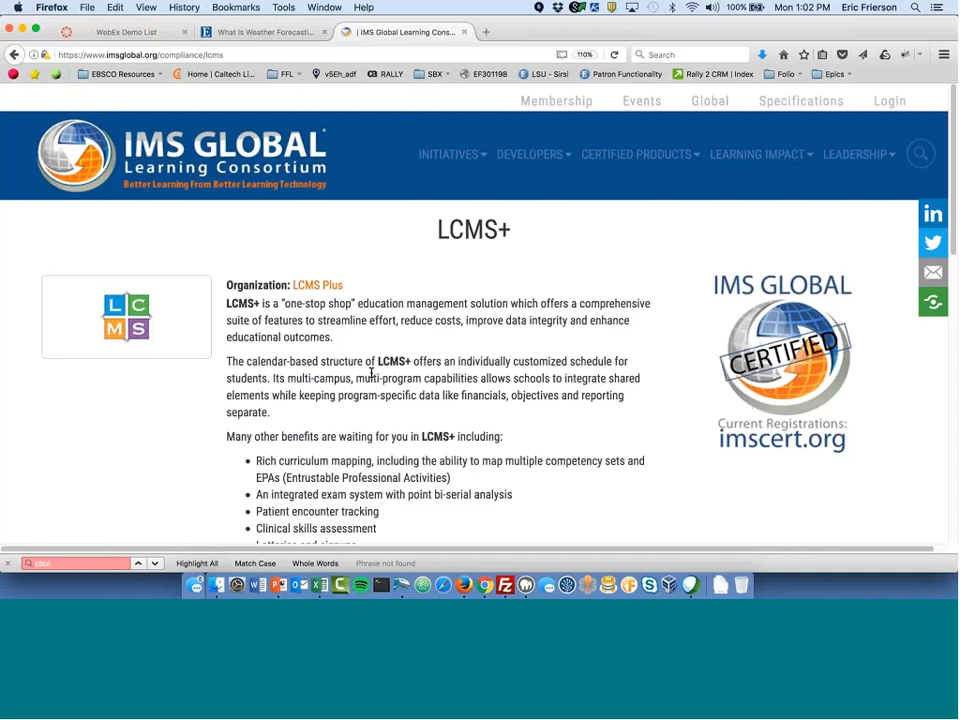 Firefox File Edit View History Bookmarks Tools Window Help 100% Mon 1:02 PM Eric Frierson
WebEx Demo List × What Is Weather Forecasti... × | IMS Global Learning Cons... × +
https://www.imsglobal.org/compliance/lcms 110% Search
EBSCO Resources Home | Caltech Li... FFL v5Eh_adf RALLY SBX EF301198 LSU - Sirsi Patron Functionality Rally 2 CRM | Index Folio Epics
Membership Events Global Specifications Login
IMS GLOBAL
Learning Consortium
Better Learning From Better Learning Technology
INITIATIVES DEVELOPERS CERTIFIED PRODUCTS LEARNING IMPACT LEADERSHIP
LCMS+
LC
MS
Organization: LCMS Plus
LCMS+ is a "one-stop shop" education management solution which offers a comprehensive
suite of features to streamline effort, reduce costs, improve data integrity and enhance
educational outcomes.
The calendar-based structure of LCMS+ offers an individually customized schedule for
students. Its multi-campus, multi-program capabilities allows schools to integrate shared
elements while keeping program-specific data like financials, objectives and reporting
separate.
Many other benefits are waiting for you in LCMS+ including:
• Rich curriculum mapping, including the ability to map multiple competency sets and
EPAs (Entrustable Professional Activities)
• An integrated exam system with point bi-serial analysis
• Patient encounter tracking
• Clinical skills assessment
IMS GLOBAL
CERTIFIED
Current Registrations:
imscert.org
in
cbul Highlight All Match Case Whole Words Phrase not found